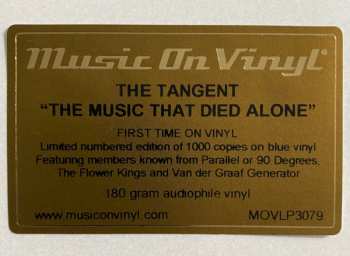 Music On Vinyl®
THE TANGENT
"THE MUSIC THAT DIED ALONE"
FIRST TIME ON VINYL
Limited numbered edition of 1000 copies on blue vinyl
Featuring members known from Parallel or 90 Degrees,
The Flower Kings and Van der Graaf Generator
180 gram audiophile vinyl
www.musiconvinyl.com MOVLP3079